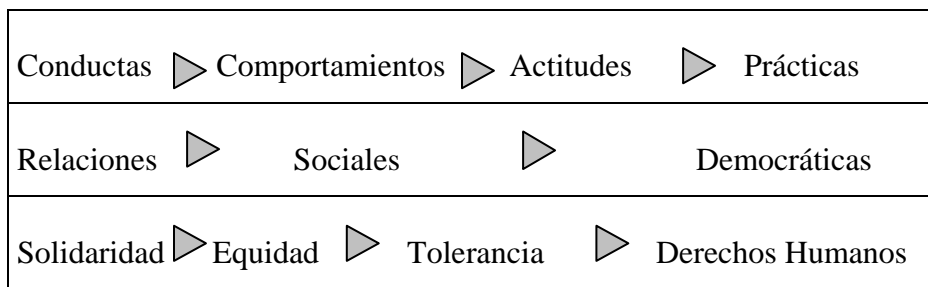 Conductas Comportamientos Actitudes Prácticas
Relaciones Sociales Democráticas
Solidaridad Equidad Tolerancia Derechos Humanos